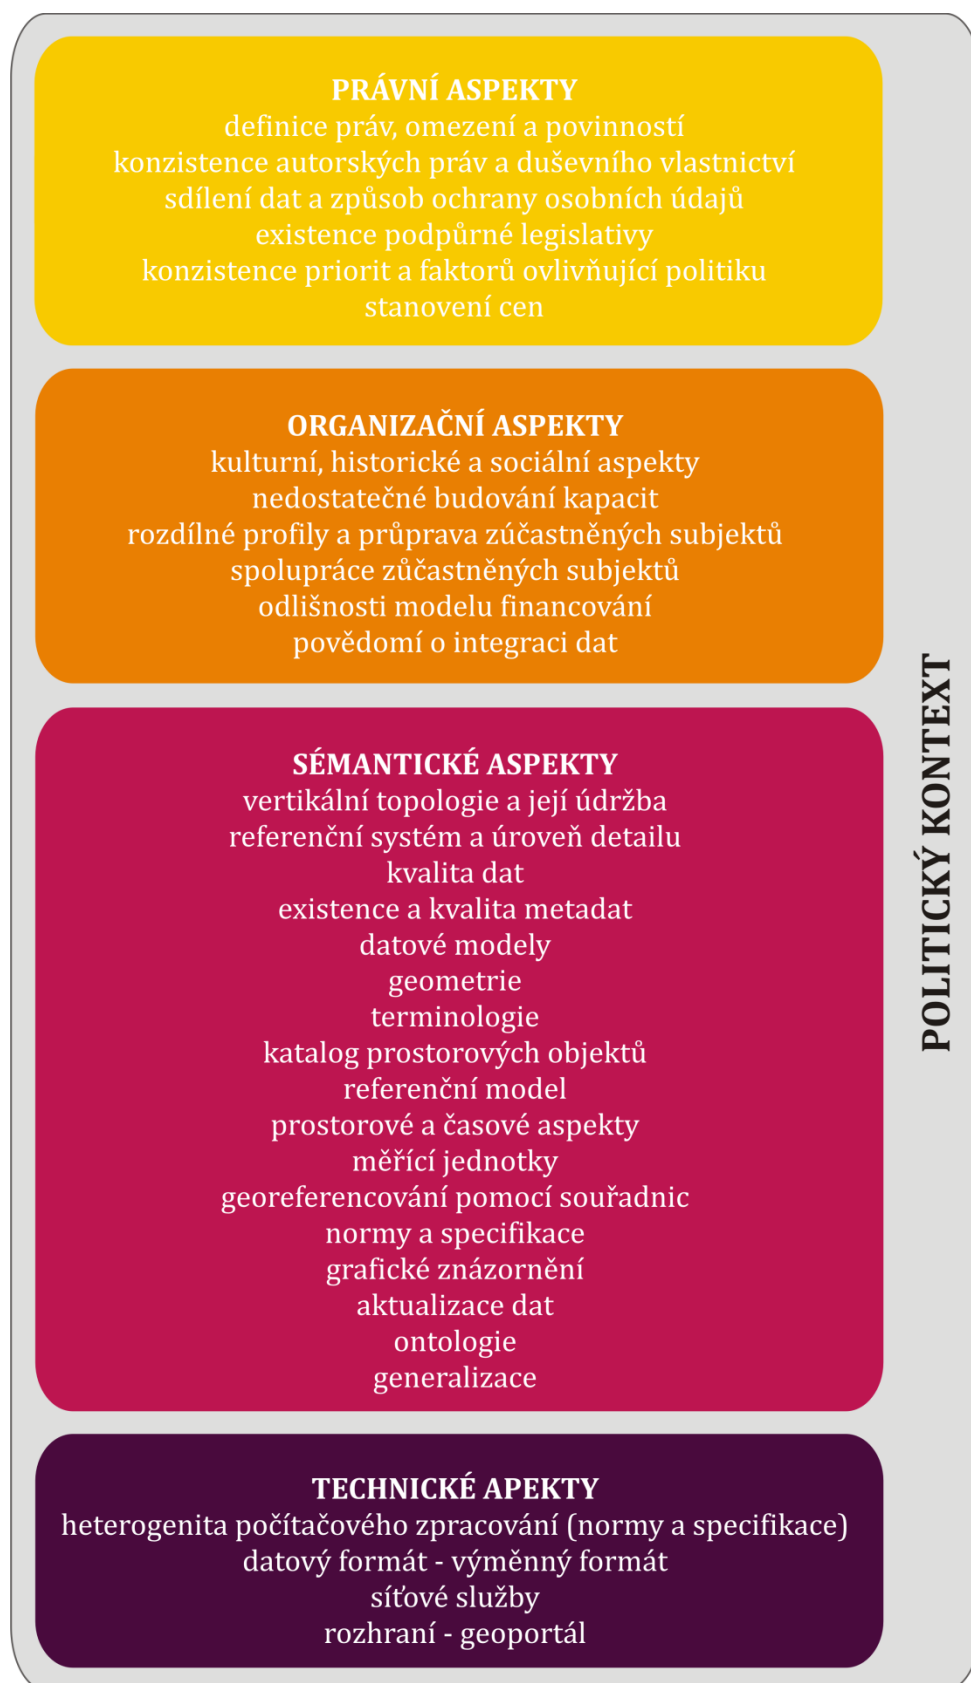 PRÁVNÍ ASPEKTY
definice práv, omezení a povinností
konzistence autorských práv a duševního vlastnictví
sdílení dat a způsob ochrany osobních údajů
existence podpůrné legislativy
konzistence priorit a faktorů ovlivňující politiku
stanovení cen
ORGANIZAČNÍ ASPEKTY
kulturní, historické a sociální aspekty
nedostatečné budování kapacit
rozdílné profily a průprava zúčastněných subjektů
spolupráce zůčastněných subjektů
odlišnosti modelu financování
povědomí o integraci dat
SÉMANTICKÉ ASPEKTY
vertikální topologie a její údržba
referenční systém a úroveň detailu
kvalita dat
existence a kvalita metadat
datové modely
geometrie
terminologie
katalog prostorových objektů
referenční model
prostorové a časové aspekty
měřící jednotky
georeferencování pomocí souřadnic
normy a specifikace
grafické znázornění
aktualizace dat
ontologie
generalizace
TECHNICKÉ APEKTY
heterogenita počítačového zpracování (normy a specifikace)
datový formát - výměnný formát
síťové služby
rozhraní - geoportál
POLITICKÝ KONTEXT